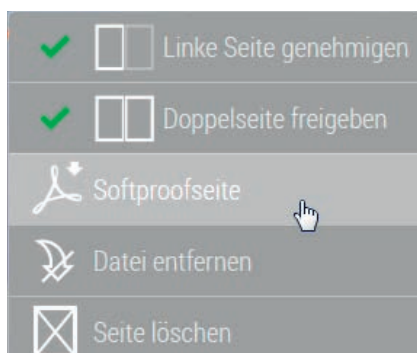 Linke Seite genehmigen
Doppelseite freigeben
Softproofseite
Datei entfernen
Seite löschen